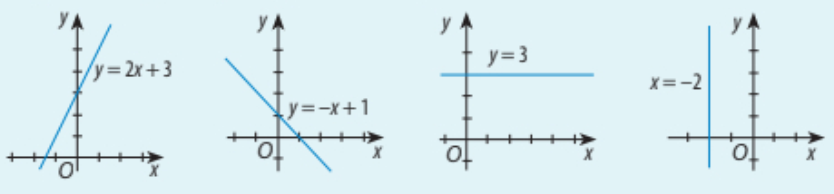 y
y = 2x + 3
O
x
y
y = −x + 1
O
x
y
y = 3
O
x
y
x = −2
O
x